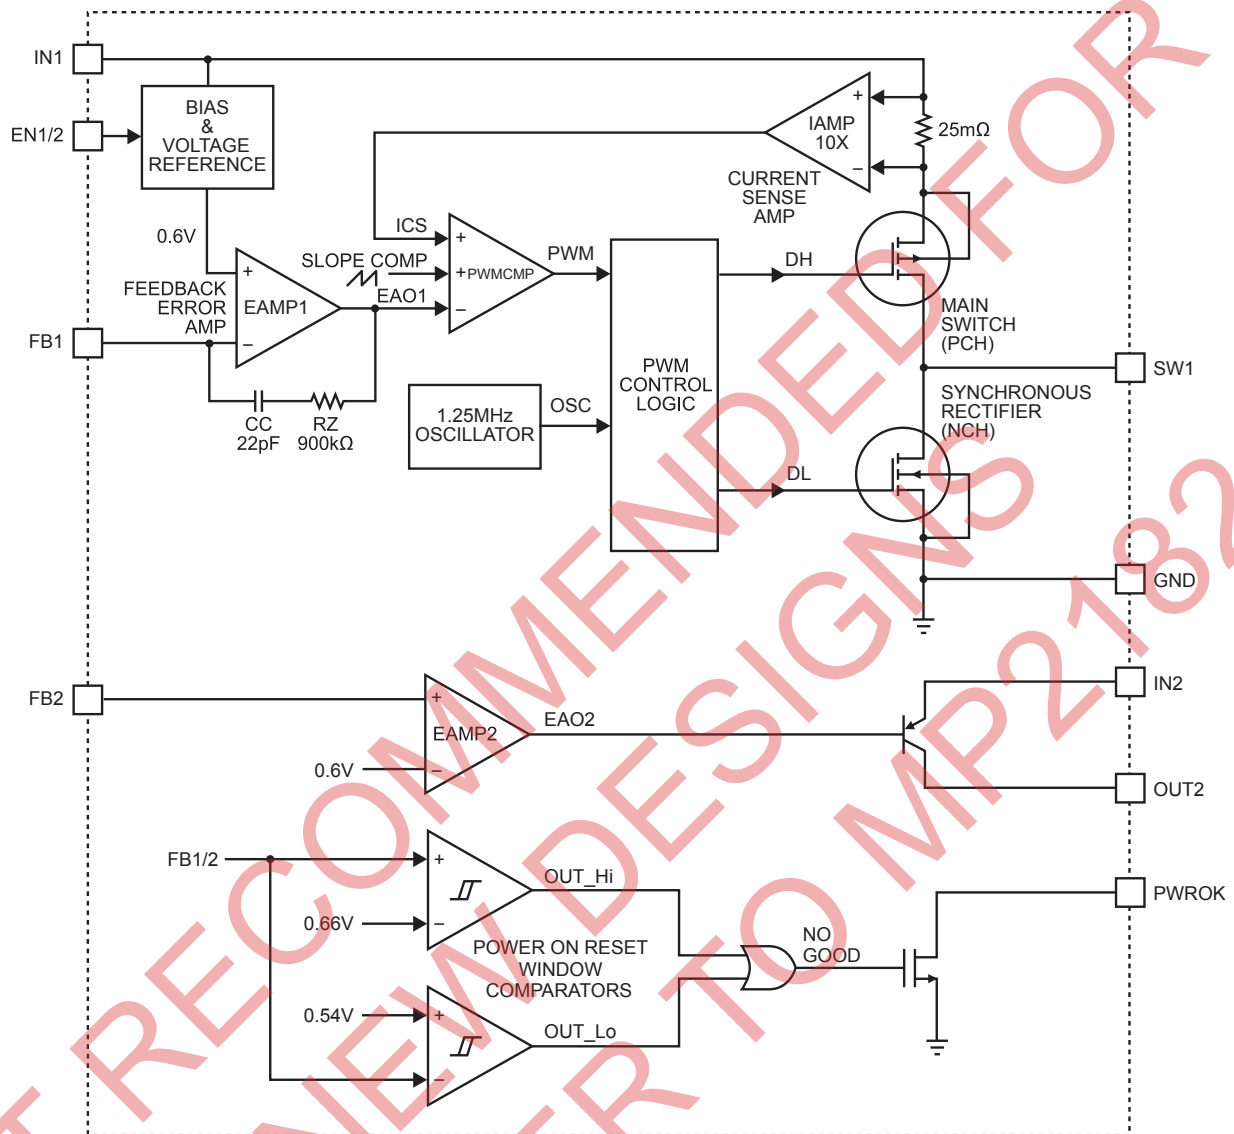 IN1
BIAS
&
VOLTAGE
REFERENCE
EN1/2
+
IAMP
10X
–
25mΩ
CURRENT
SENSE
AMP
0.6V
ICS
SLOPE COMP
EAO1
+
+PWMCMP
–
PWM
DH
MAIN
SWITCH
(PCH)
FEEDBACK
ERROR
AMP
+
EAMP1
–
FB1
CC
22pF
RZ
900kΩ
1.25MHz
OSCILLATOR
OSC
PWM
CONTROL
LOGIC
SW1
SYNCHRONOUS
RECTIFIER
(NCH)
DL
GND
FB2
+
EAMP2
–
0.6V
EAO2
IN2
OUT2
FB1/2
+
–
0.66V
OUT_Hi
POWER ON RESET
WINDOW
COMPARATORS
NO
GOOD
PWROK
0.54V
+
–
OUT_Lo
T RECOMMENDED FOR
NEW DESIGNS
ER TO MP2182